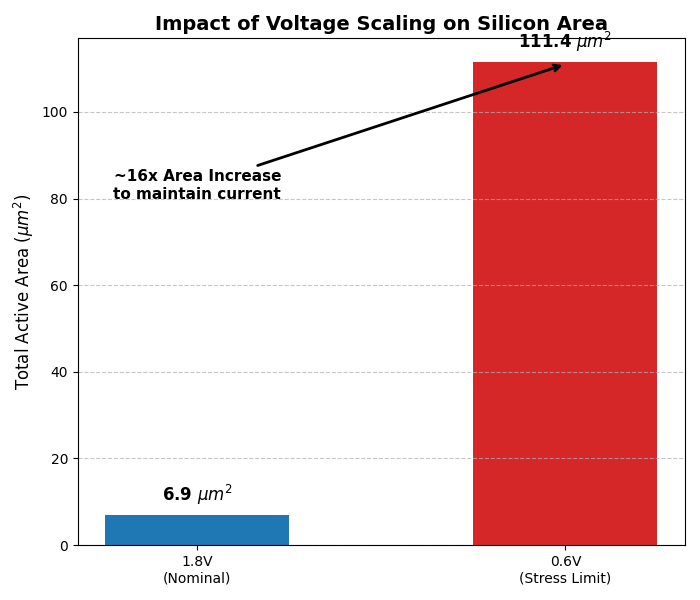 Impact of Voltage Scaling on Silicon Area
111.4 μm²
~16x Area Increase
to maintain current
Total Active Area (μm²)
100
80
60
40
20
0
6.9 μm²
1.8V
(Nominal)
0.6V
(Stress Limit)